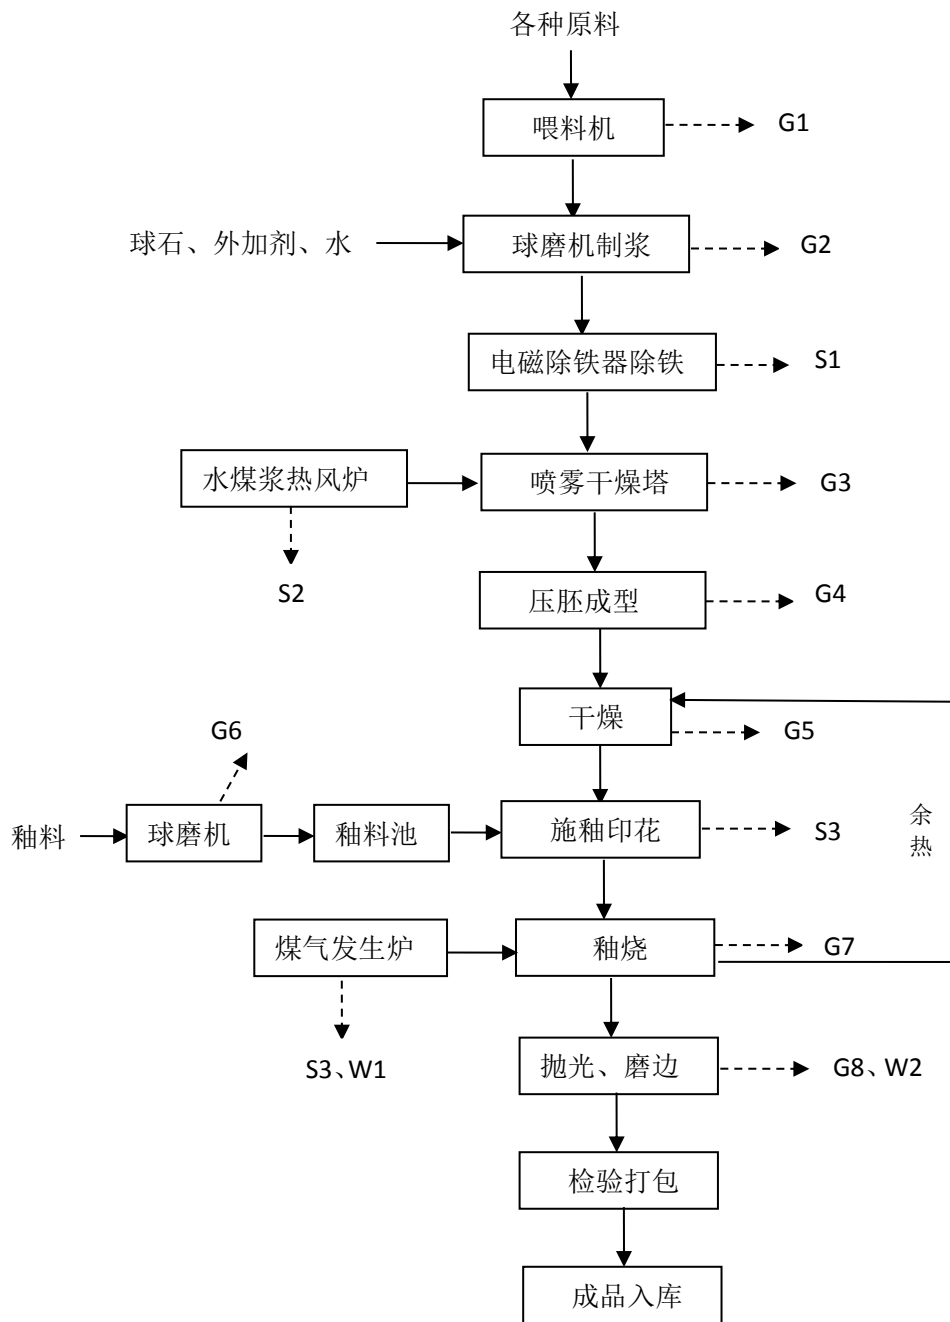 各种原料
喂料机
G1
球石、外加剂、水
球磨机制浆
G2
电磁除铁器除铁
S1
水煤浆热风炉
喷雾干燥塔
G3
S2
压胚成型
G4
干燥
G5
G6
釉料
球磨机
釉料池
施釉印花
S3
余
热
煤气发生炉
釉烧
G7
S3、W1
抛光、磨边
G8、W2
检验打包
成品入库